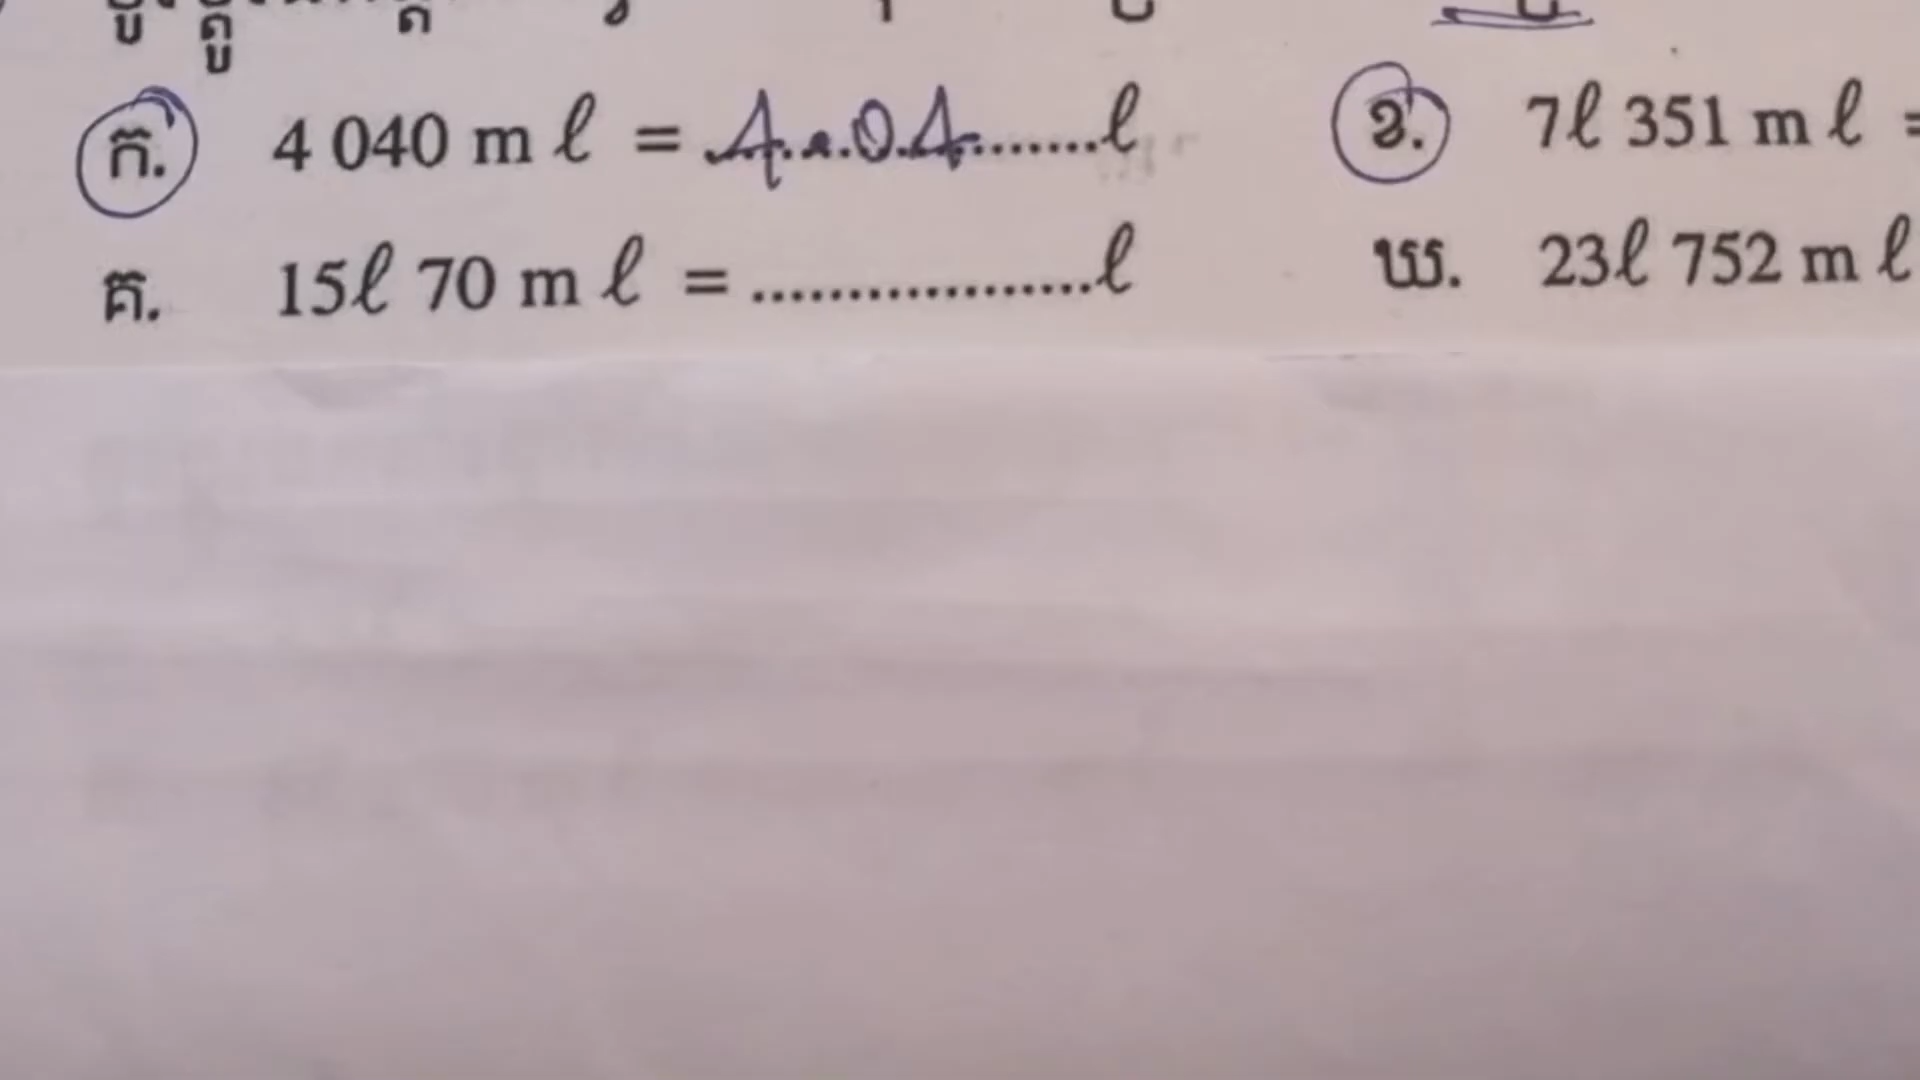 ក. 4 040 m ℓ = 4.04........ℓ ខ. 7ℓ 351 m ℓ =
គ. 15ℓ 70 m ℓ = ..................ℓ ឃ. 23ℓ 752 m ℓ